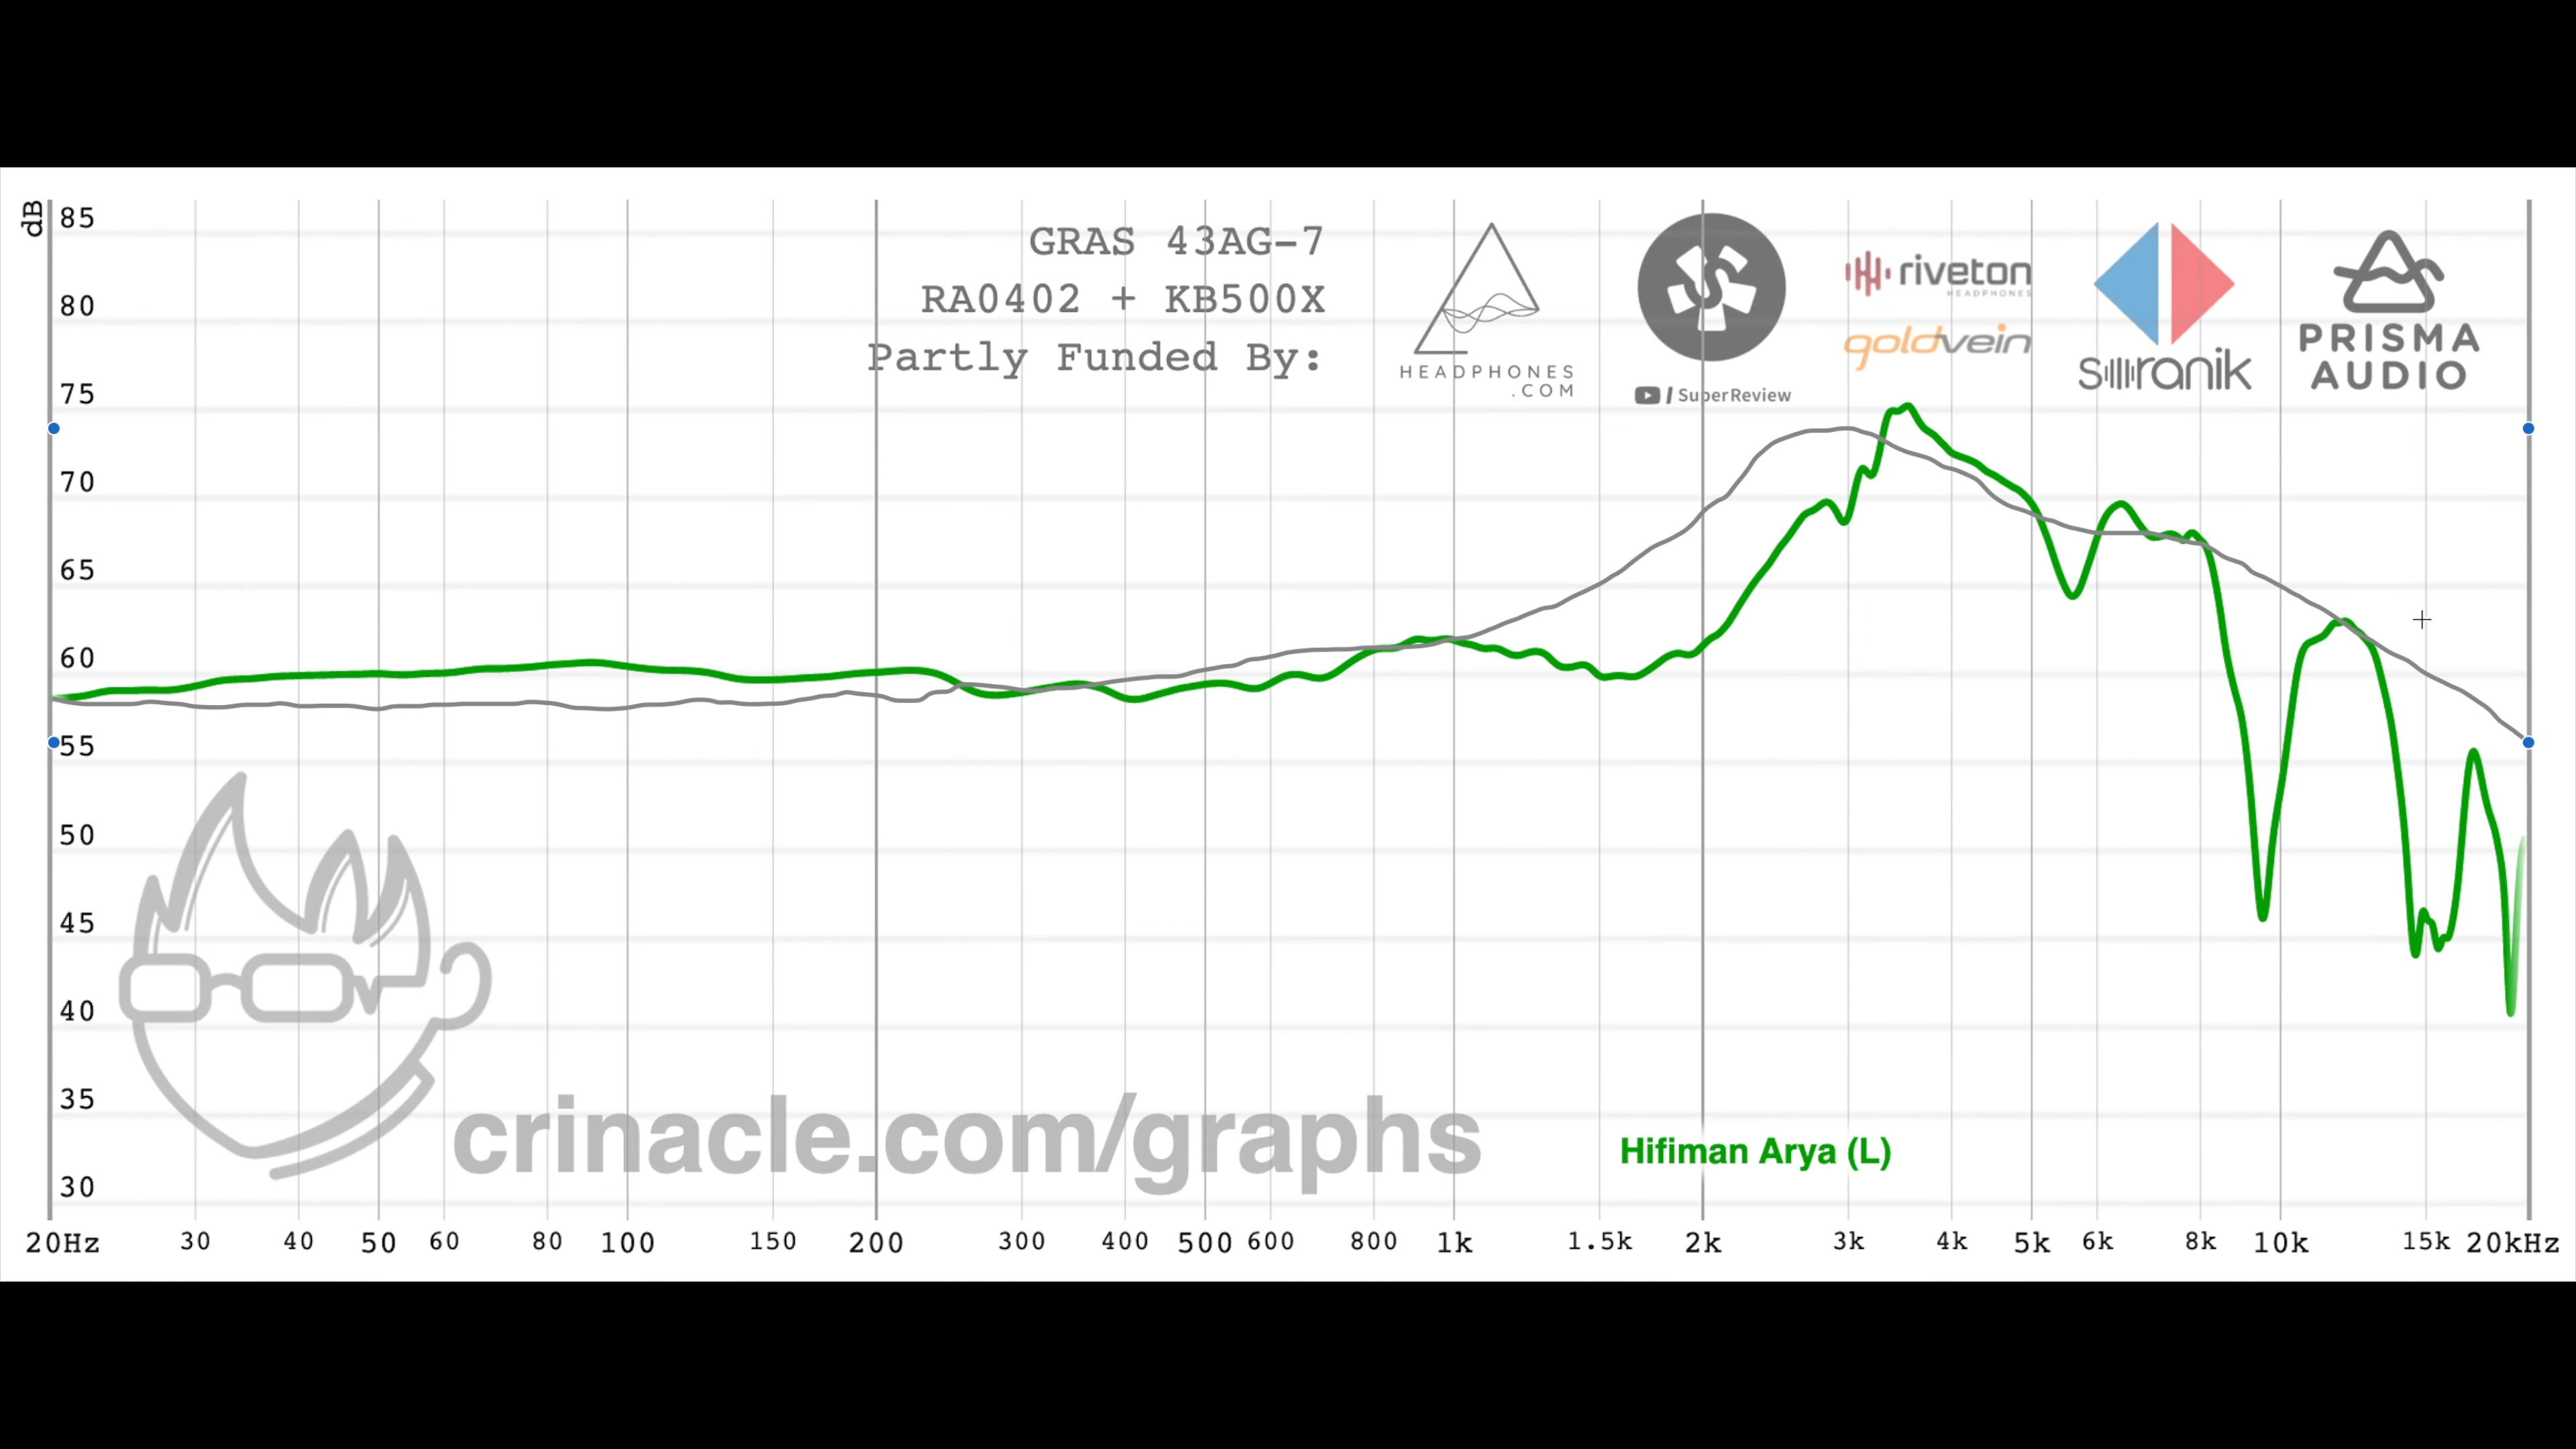 dB
85
80
75
70
65
60
55
50
45
40
35
30
GRAS 43AG-7
RA0402 + KB500X
Partly Funded By:
HEADPHONES
.COM
/ SuperReview
riveton
HEADPHONES
goldvein
soranik
PRISMA
AUDIO
crinacle.com/graphs
Hifiman Arya (L)
20Hz 30 40 50 60 80 100 150 200 300 400 500 600 800 1k 1.5k 2k 3k 4k 5k 6k 8k 10k 15k 20kHz